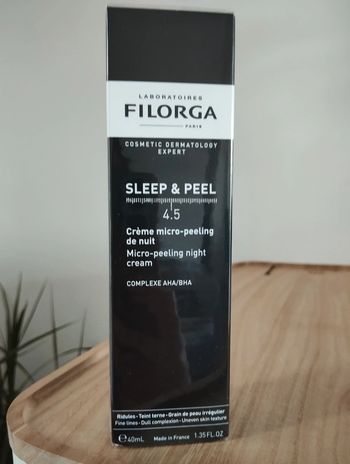 LABORATOIRES
FILORGA
PARIS
COSMETIC DERMATOLOGY
EXPERT
SLEEP & PEEL
4.5
Crème micro-peeling
de nuit
Micro-peeling night
cream
COMPLEXE AHA/BHA
Ridules - Teint terne - Grain de peau irrégulier
Fine lines - Dull complexion - Uneven skin texture
℮ 40mL Made in France 1.35 FL.OZ